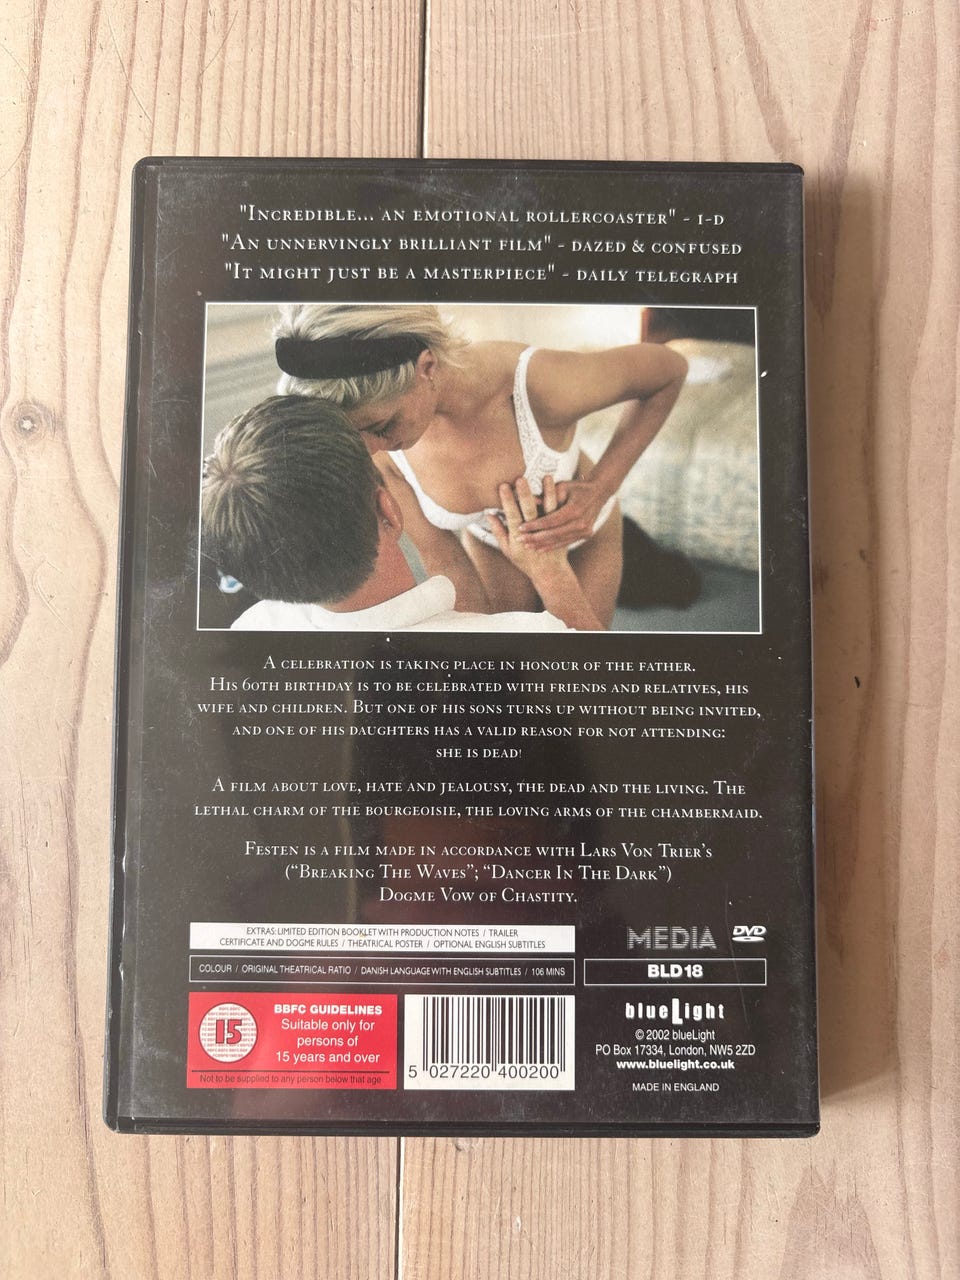 "Incredible... an emotional rollercoaster" - i-D
"An unnervingly brilliant film" - Dazed & Confused
"It might just be a masterpiece" - Daily Telegraph
A celebration is taking place in honour of the father.
His 60th birthday is to be celebrated with friends and relatives, his
wife and children. But one of his sons turns up without being invited,
and one of his daughters has a valid reason for not attending:
she is dead!
A film about love, hate and jealousy, the dead and the living. The
lethal charm of the bourgeoisie, the loving arms of the chambermaid.
Festen is a film made in accordance with Lars Von Trier's
("Breaking The Waves"; "Dancer In The Dark")
Dogme Vow of Chastity.
EXTRAS: LIMITED EDITION BOOKLET WITH PRODUCTION NOTES / TRAILER
CERTIFICATE AND DOGME RULES / THEATRICAL POSTER / OPTIONAL ENGLISH SUBTITLES
COLOUR / ORIGINAL THEATRICAL RATIO / DANISH LANGUAGE WITH ENGLISH SUBTITLES / 106 MINS
MEDIA
DVD
BLD18
15
BBFC GUIDELINES
Suitable only for
persons of
15 years and over
Not to be supplied to any person below that age
5 027220 400200
blueLight
© 2002 blueLight
PO Box 17334, London, NW5 2ZD
www.bluelight.co.uk
MADE IN ENGLAND